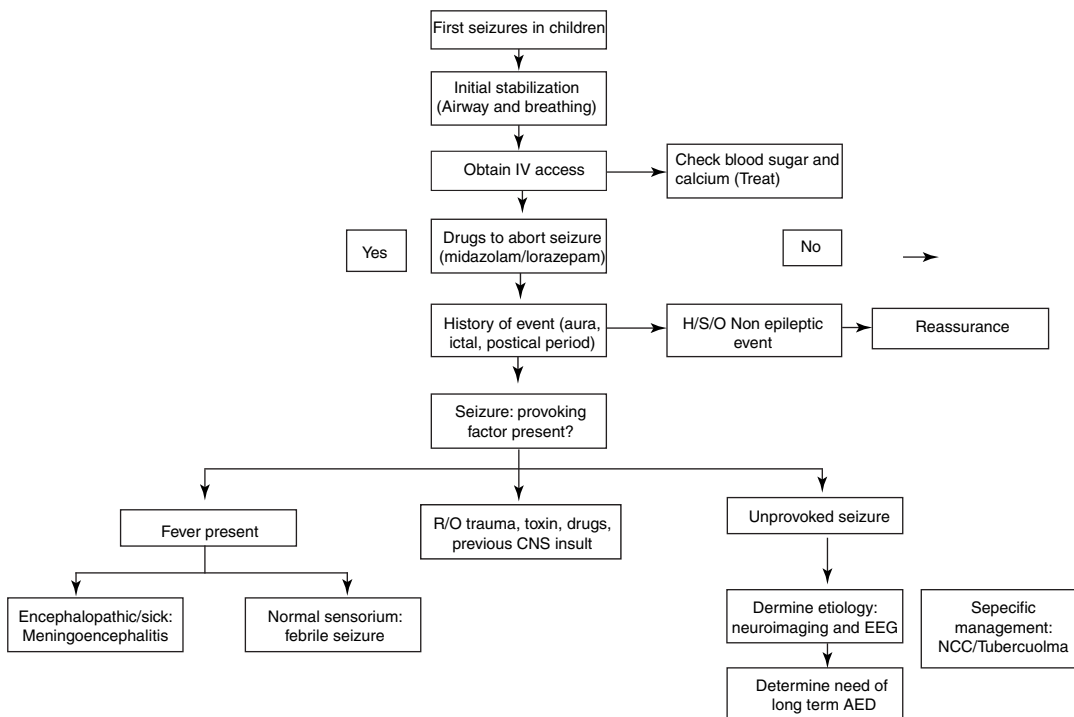 First seizures in children
Initial stabilization
(Airway and breathing)
Obtain IV access
Check blood sugar and
calcium (Treat)
Yes
Drugs to abort seizure
(midazolam/lorazepam)
No
History of event (aura,
ictal, postical period)
H/S/O Non epileptic
event
Reassurance
Seizure: provoking
factor present?
Fever present
R/O trauma, toxin, drugs,
previous CNS insult
Unprovoked seizure
Encephalopathic/sick:
Meningoencephalitis
Normal sensorium:
febrile seizure
Dermine etiology:
neuroimaging and EEG
Sepecific
management:
NCC/Tubercuolma
Determine need of
long term AED